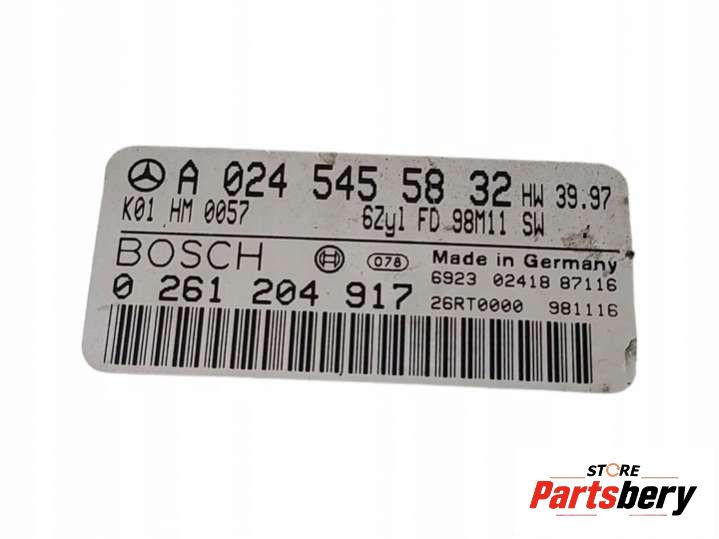 A 024 545 58 32 HW 39.97
K01 HM 0057 6Zyl FD 98M11 SW
BOSCH 078 Made in Germany
6923 02418 87116
0 261 204 917 26RT0000 981116
STORE
Partsbery